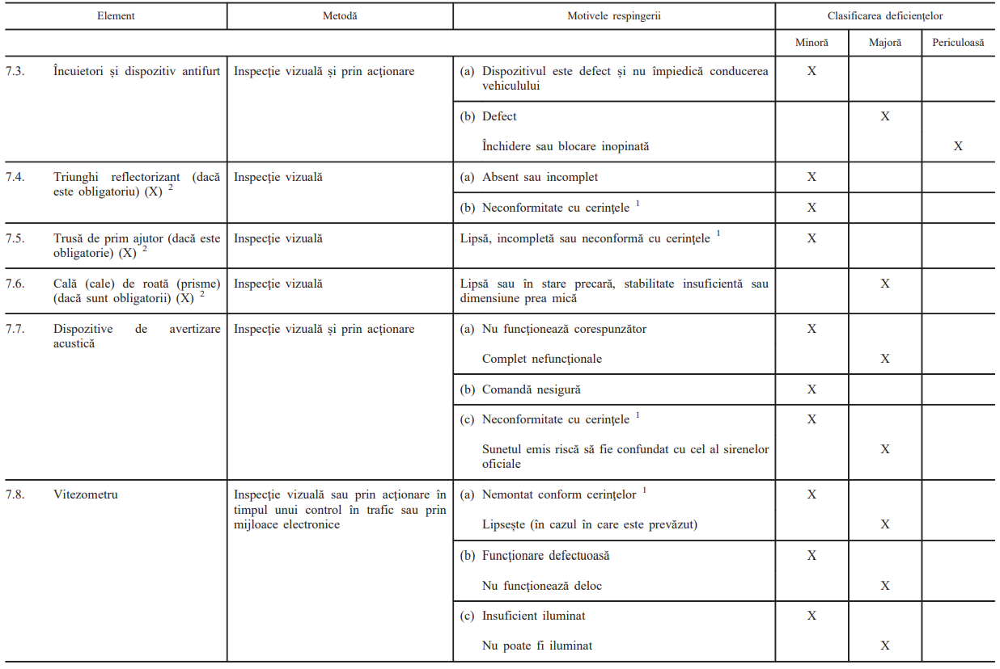 Element Metodă Motivele respingerii Clasificarea deficiențelor
Minoră Majoră Periculoasă
7.3. Încuietori și dispozitiv antifurt Inspecție vizuală și prin acționare (a) Dispozitivul este defect și nu împiedică conducerea X
vehiculului
(b) Defect X
Închidere sau blocare inopinată X
7.4. Triunghi reflectorizant (dacă Inspecție vizuală (a) Absent sau incomplet X
este obligatoriu) (X) 2
(b) Neconformitate cu cerințele 1 X
7.5. Trusă de prim ajutor (dacă este Inspecție vizuală Lipsă, incompletă sau neconformă cu cerințele 1 X
obligatorie) (X) 2
7.6. Cală (cale) de roată (prisme) Inspecție vizuală Lipsă sau în stare precară, stabilitate insuficientă sau X
(dacă sunt obligatorii) (X) 2 dimensiune prea mică
7.7. Dispozitive de avertizare Inspecție vizuală și prin acționare (a) Nu funcționează corespunzător X
acustică
Complet nefuncționale X
(b) Comandă nesigură X
(c) Neconformitate cu cerințele 1 X
Sunetul emis riscă să fie confundat cu cel al sirenelor X
oficiale
7.8. Vitezometru Inspecție vizuală sau prin acționare în (a) Nemontat conform cerințelor 1 X
timpul unui control în trafic sau prin
mijloace electronice Lipsește (în cazul în care este prevăzut) X
(b) Funcționare defectuoasă X
Nu funcționează deloc X
(c) Insuficient iluminat X
Nu poate fi iluminat X